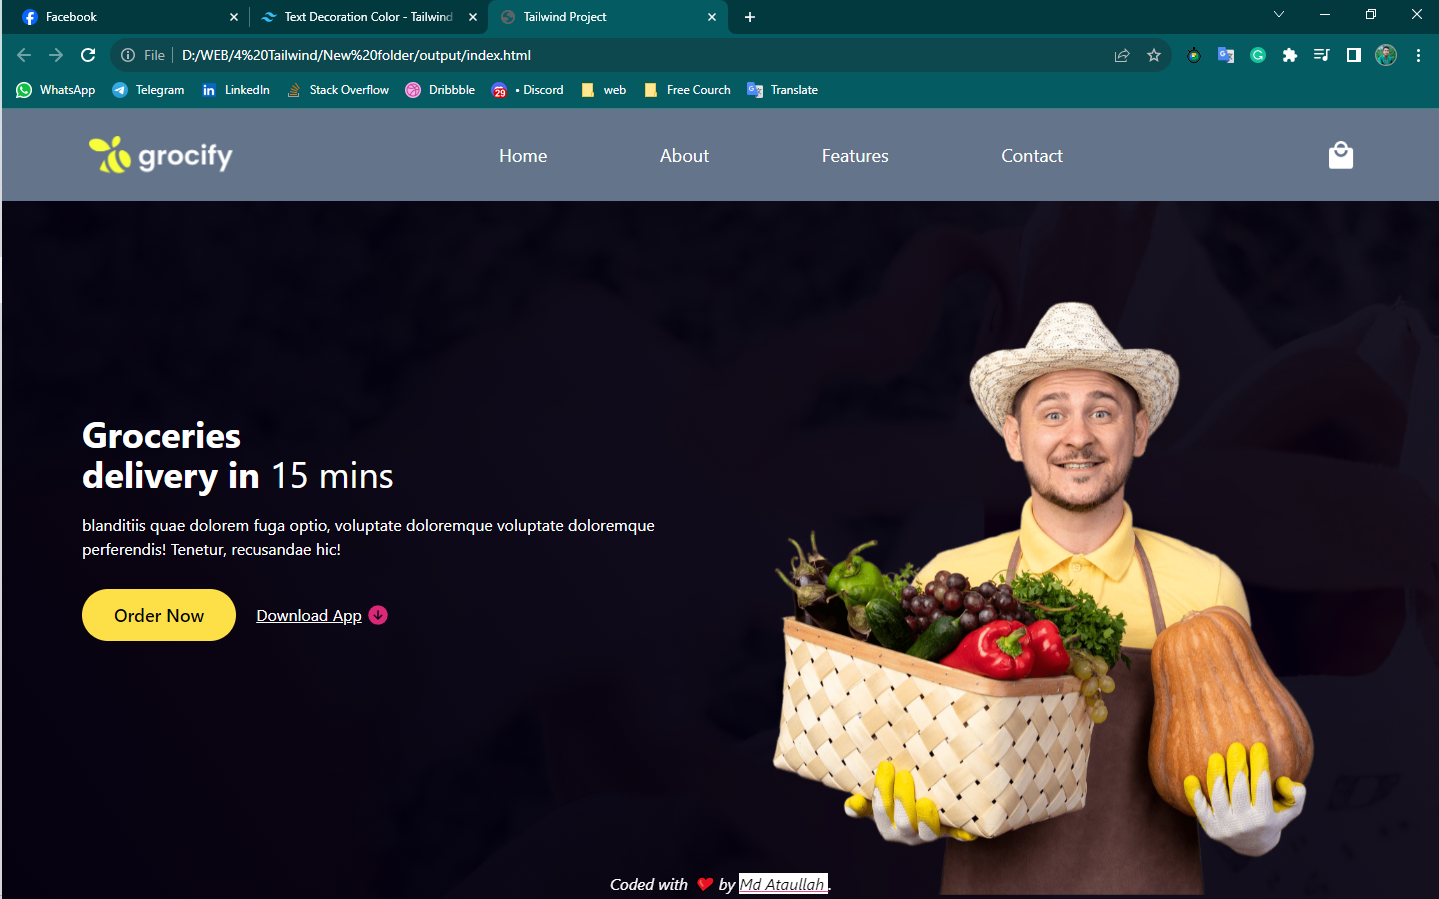 Facebook
Text Decoration Color - Tailwind
Tailwind Project
File
D:/WEB/4%20Tailwind/New%20folder/output/index.html
WhatsApp
Telegram
LinkedIn
Stack Overflow
Dribbble
29
• Discord
web
Free Courch
Translate
grocify
Home
About
Features
Contact
Groceries
delivery in 15 mins
blanditiis quae dolorem fuga optio, voluptate doloremque voluptate doloremque
perferendis! Tenetur, recusandae hic!
Order Now
Download App
Coded with ❤ by Md Ataullah .